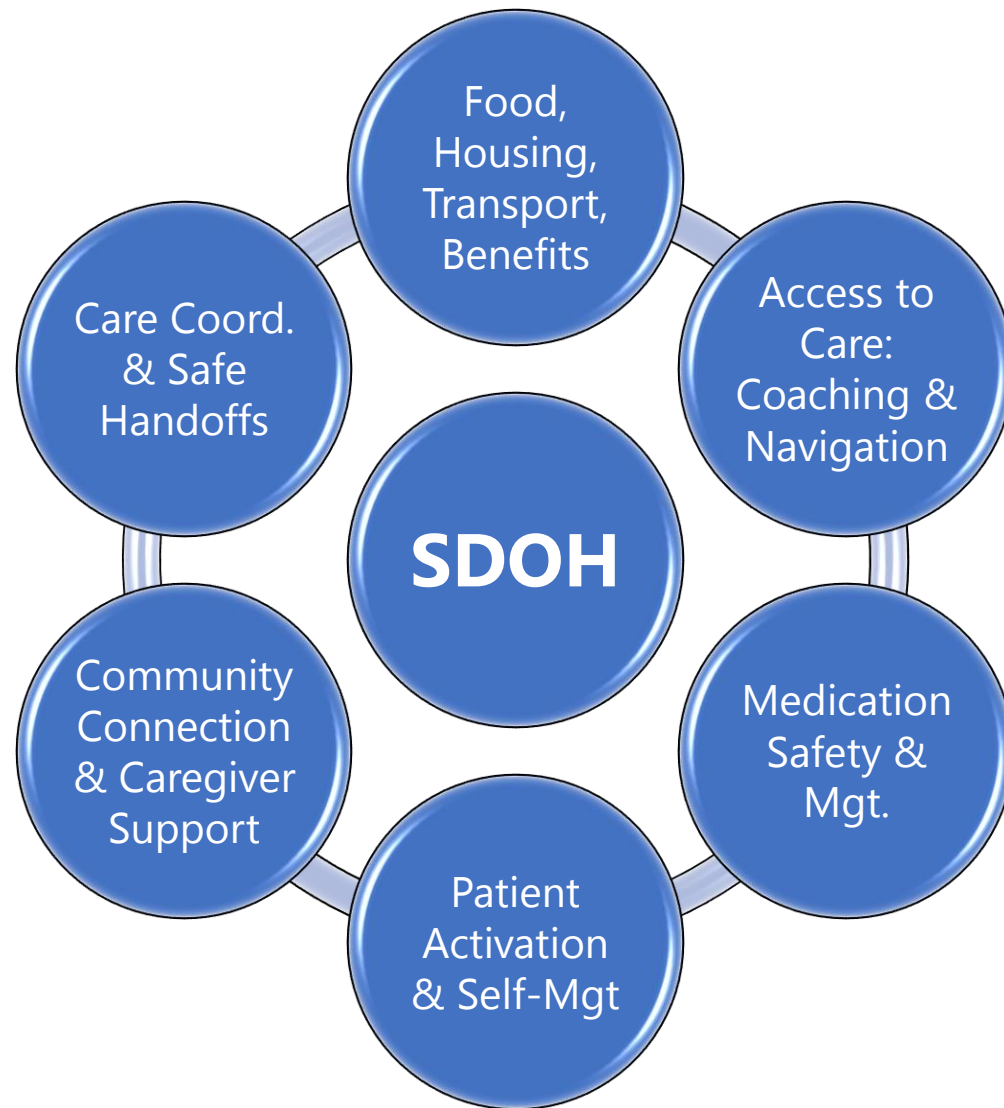 Food,
Housing,
Transport,
Benefits
Access to
Care:
Coaching &
Navigation
Medication
Safety &
Mgt.
Patient
Activation
& Self-Mgt
Community
Connection
& Caregiver
Support
Care Coord.
& Safe
Handoffs
SDOH